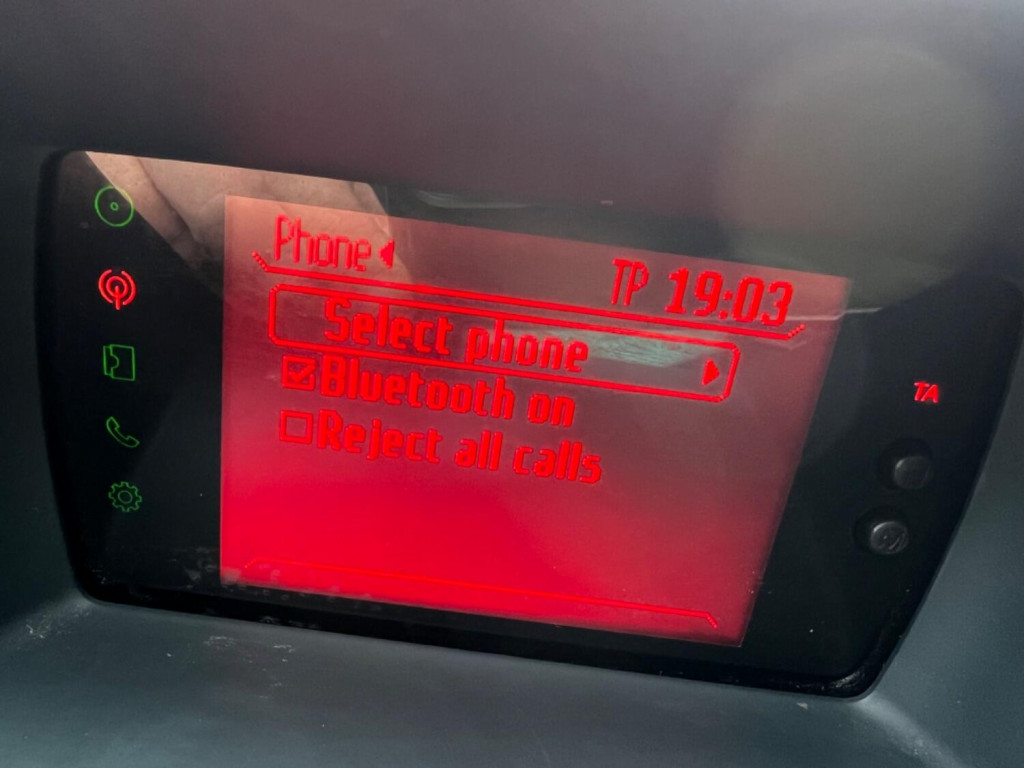 Phone
TP 19:03
Select phone
Bluetooth on
Reject all calls
TA